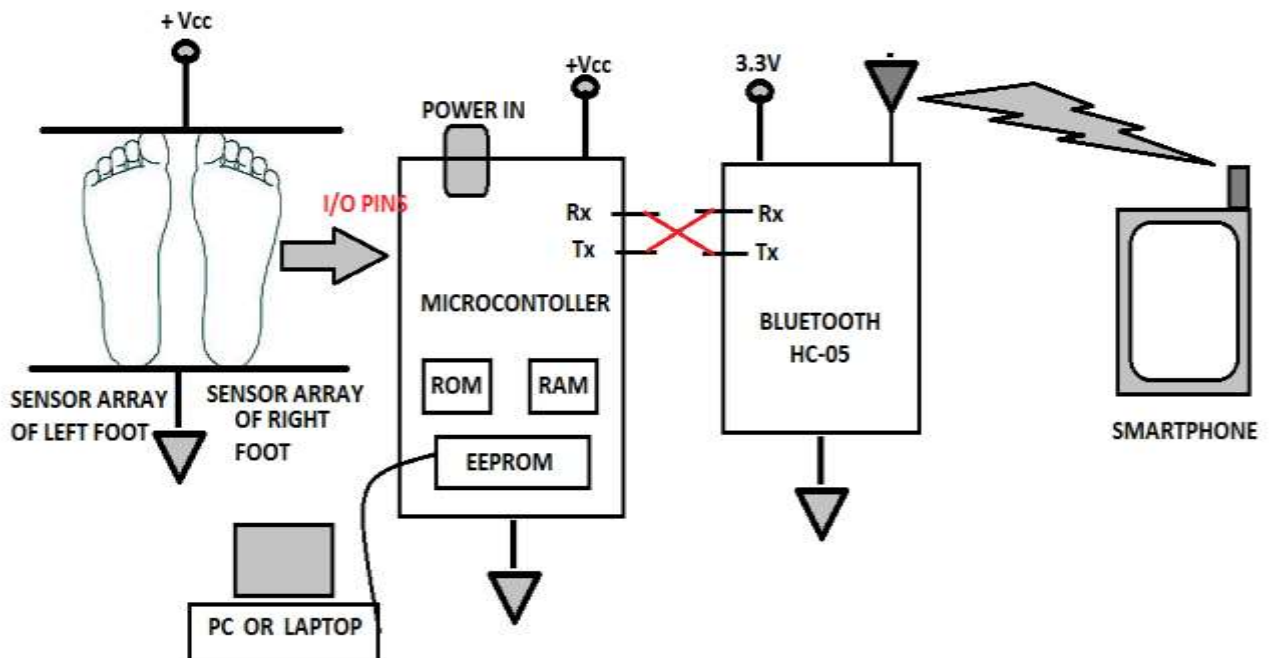 + Vcc
+Vcc
3.3V
POWER IN
I/O PINS
Rx
Tx
Rx
Tx
MICROCONTOLLER
BLUETOOTH
HC-05
ROM
RAM
EEPROM
SENSOR ARRAY
OF LEFT FOOT
SENSOR ARRAY
OF RIGHT
FOOT
SMARTPHONE
PC OR LAPTOP